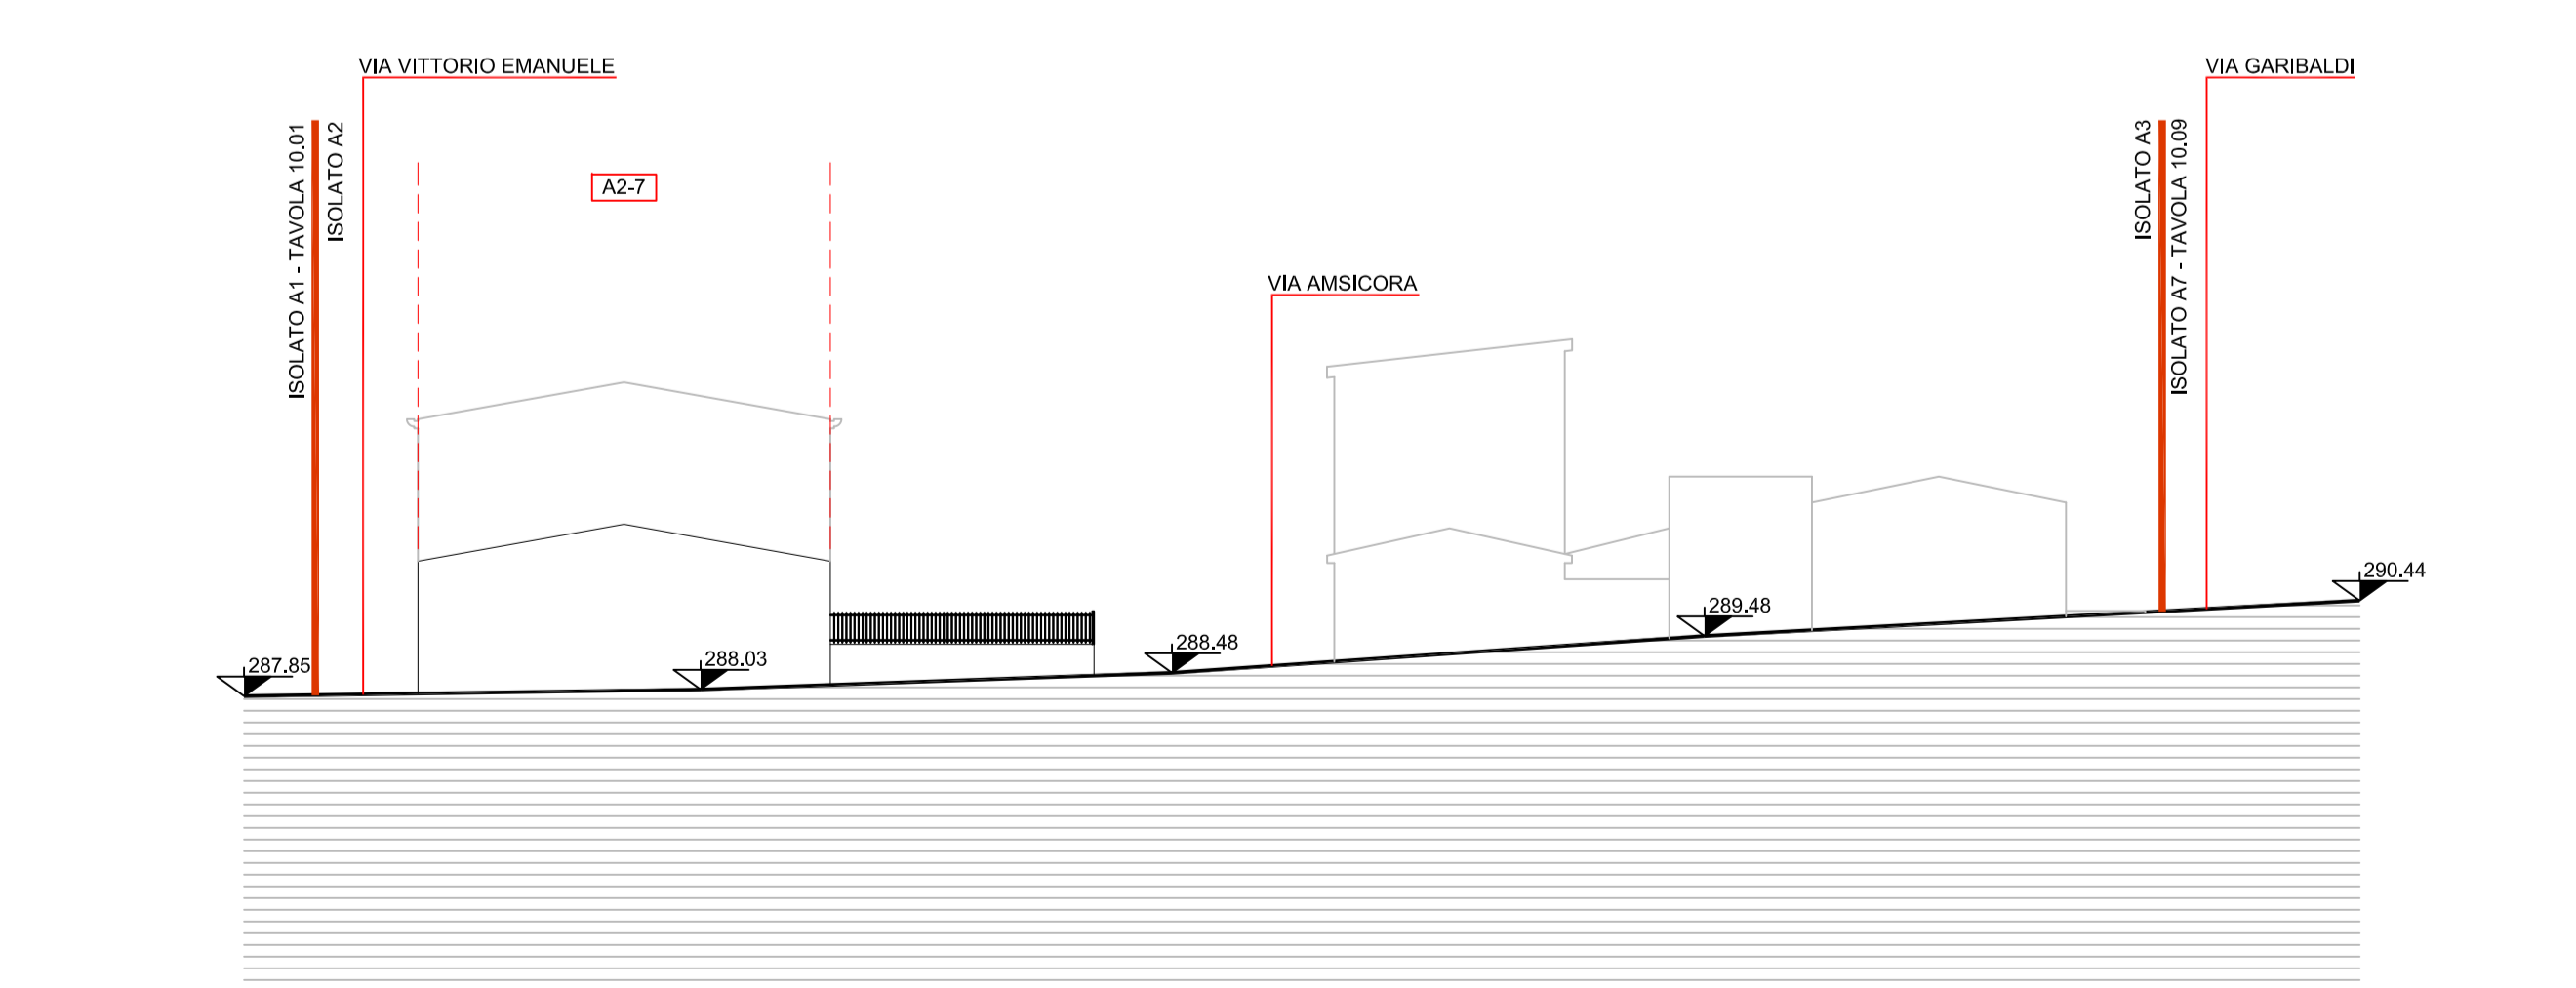 VIA VITTORIO EMANUELE
VIA GARIBALDI
ISOLATO A1 - TAVOLA 10.01
ISOLATO A2
A2-7
ISOLATO A3
ISOLATO A7 - TAVOLA 10.09
VIA AMSICORA
287.85
288.03
288.48
289.48
290.44